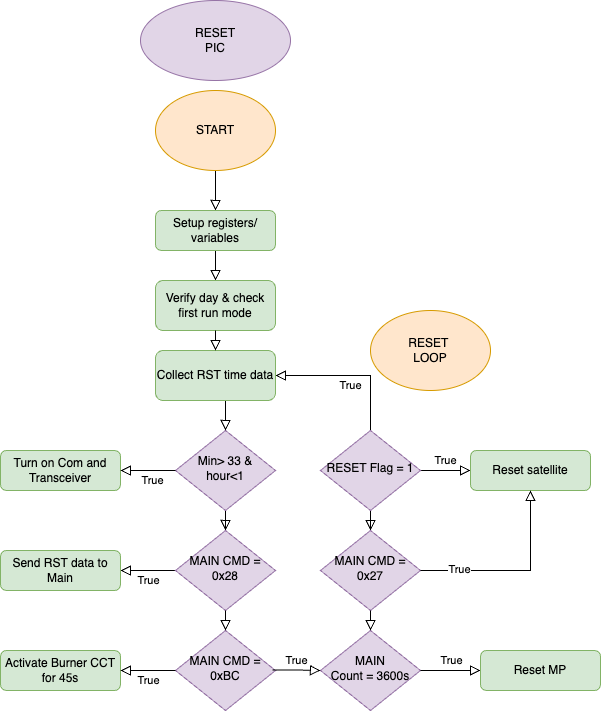 RESET
PIC
START
Setup registers/
variables
Verify day & check
first run mode
RESET
LOOP
Collect RST time data
True
Min> 33 &
hour<1
Turn on Com and
Transceiver
True
RESET Flag = 1
True
Reset satellite
MAIN CMD =
0x28
Send RST data to
Main
True
MAIN CMD =
0x27
True
MAIN CMD =
0xBC
Activate Burner CCT
for 45s
True
True
MAIN
Count = 3600s
True
Reset MP